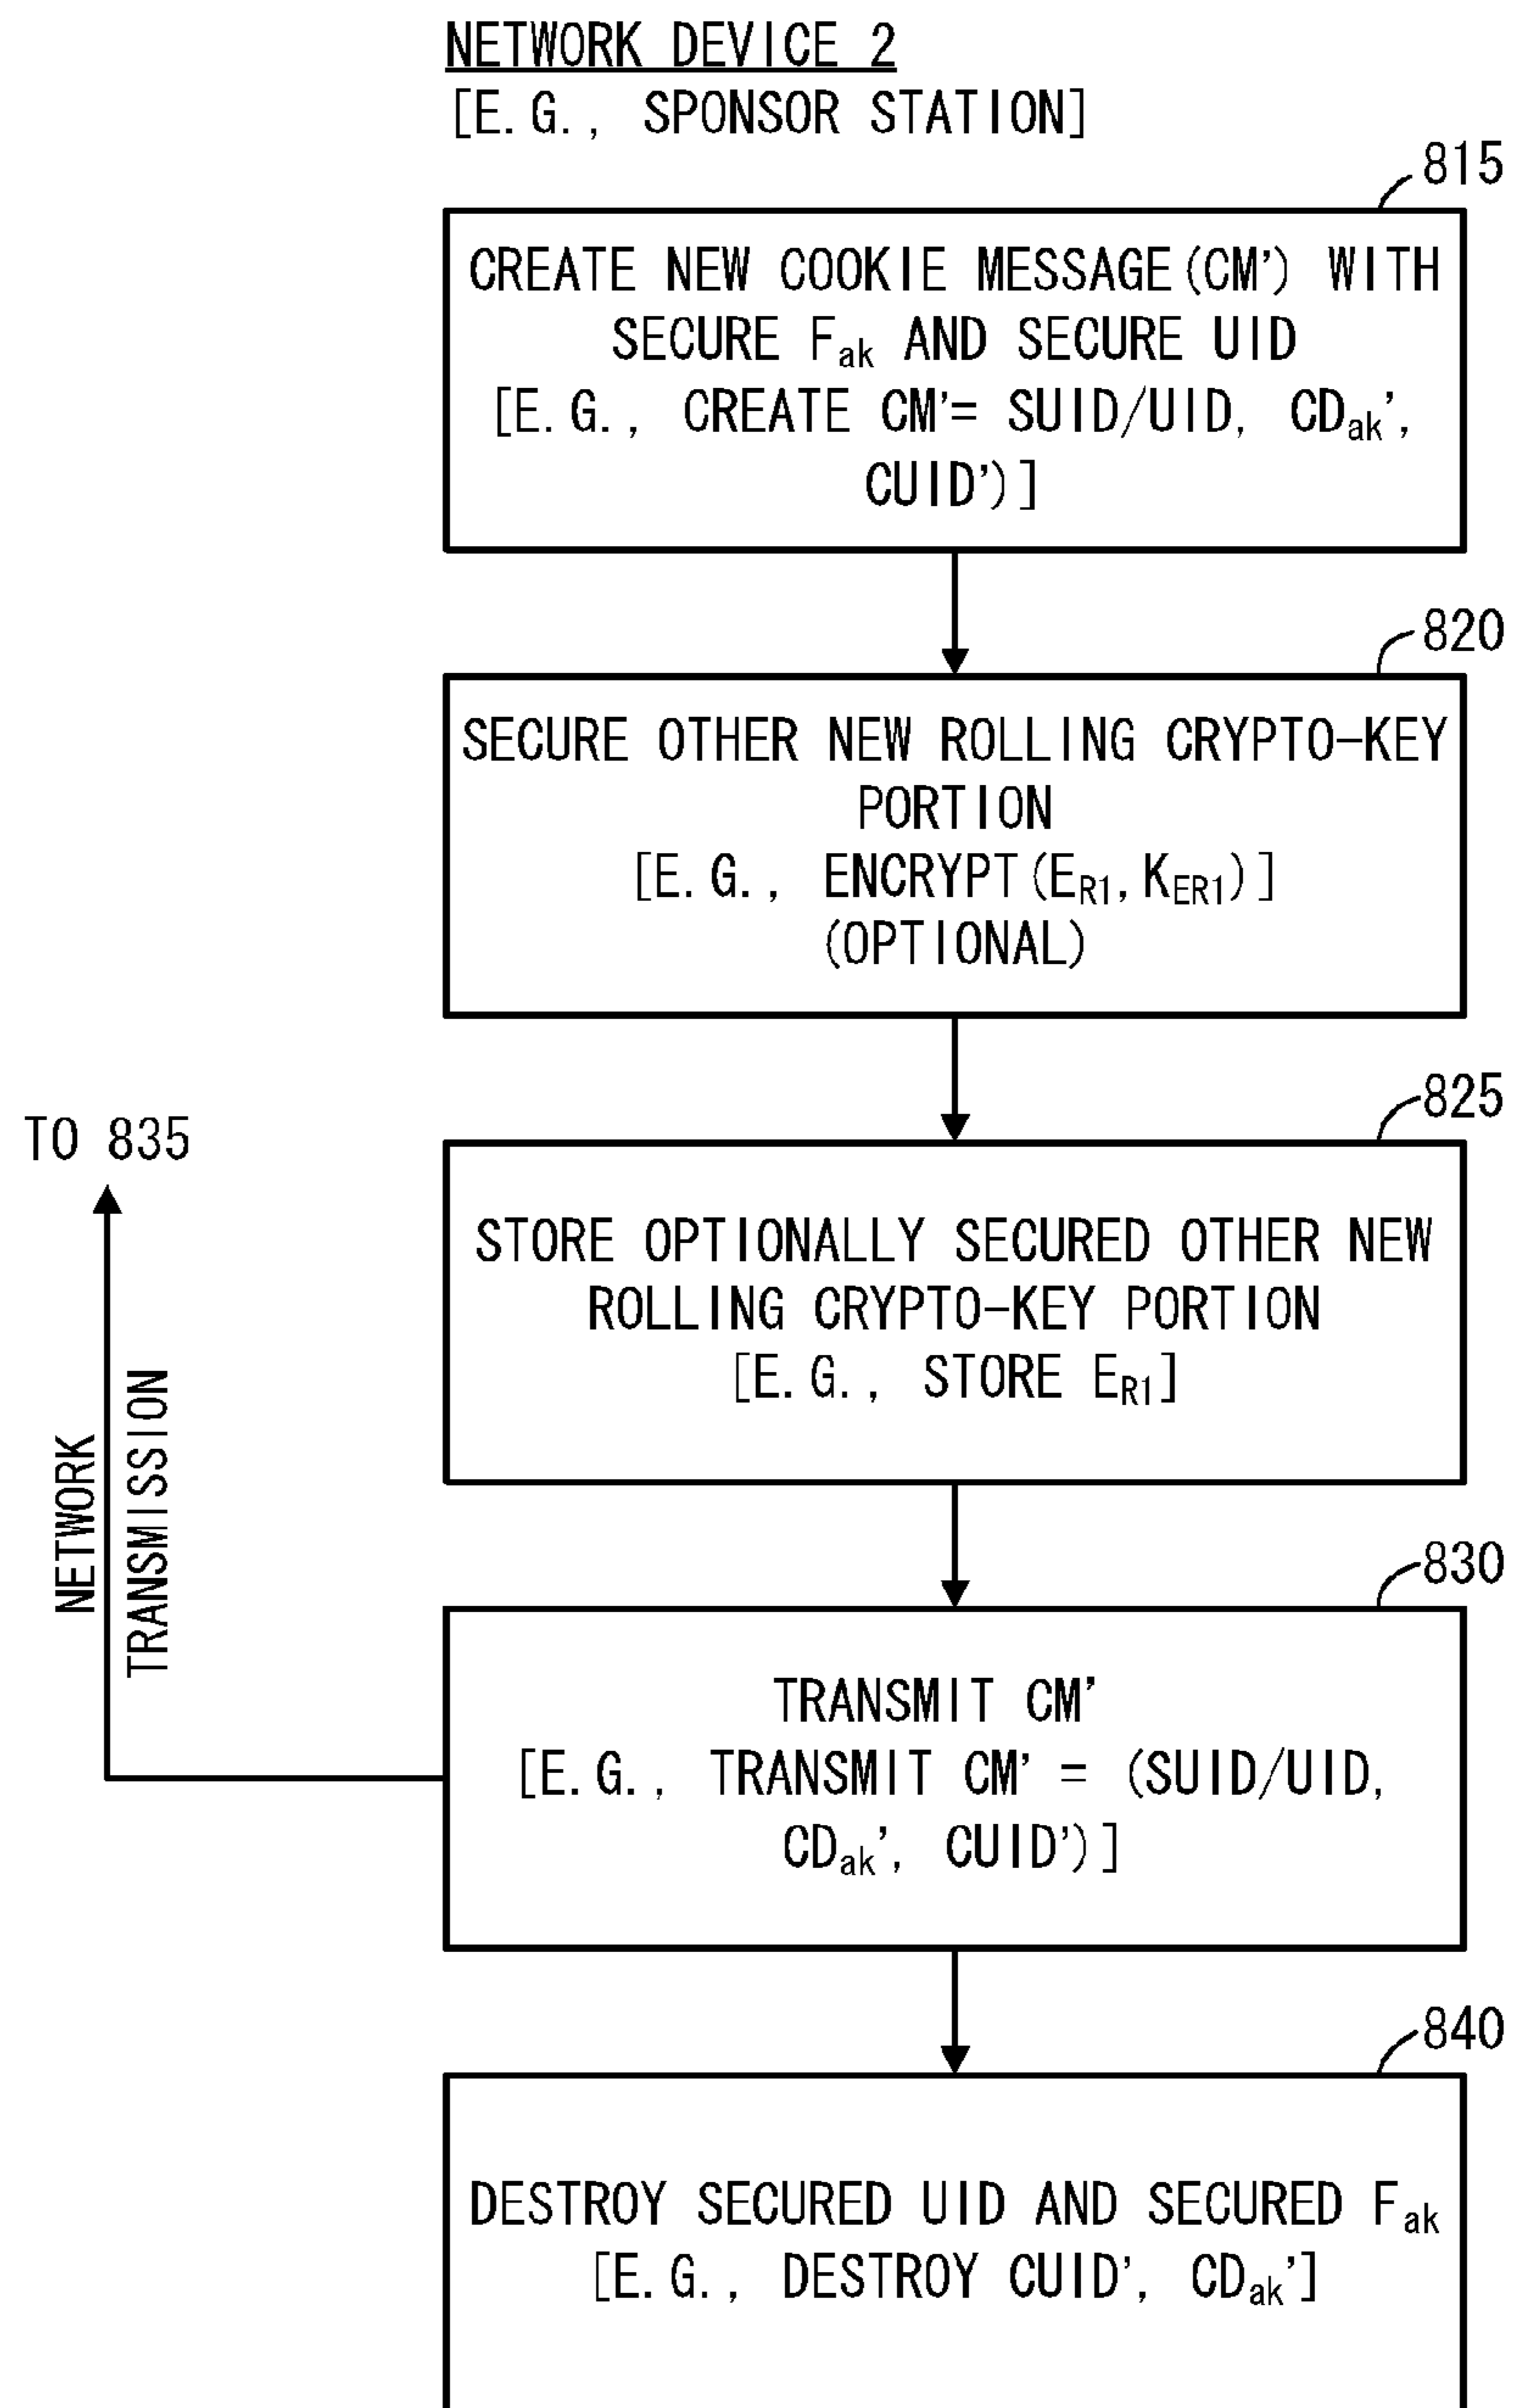 NETWORK DEVICE 2
[E.G., SPONSOR STATION]
815
CREATE NEW COOKIE MESSAGE(CM') WITH
SECURE Fak AND SECURE UID
[E.G., CREATE CM'= SUID/UID, CDak',
CUID')]
820
SECURE OTHER NEW ROLLING CRYPTO-KEY
PORTION
[E.G., ENCRYPT(ER1,KER1)]
(OPTIONAL)
825
TO 835
STORE OPTIONALLY SECURED OTHER NEW
ROLLING CRYPTO-KEY PORTION
[E.G., STORE ER1]
NETWORK
TRANSMISSION
830
TRANSMIT CM'
[E.G., TRANSMIT CM' = (SUID/UID,
CDak', CUID')]
840
DESTROY SECURED UID AND SECURED Fak
[E.G., DESTROY CUID', CDak']